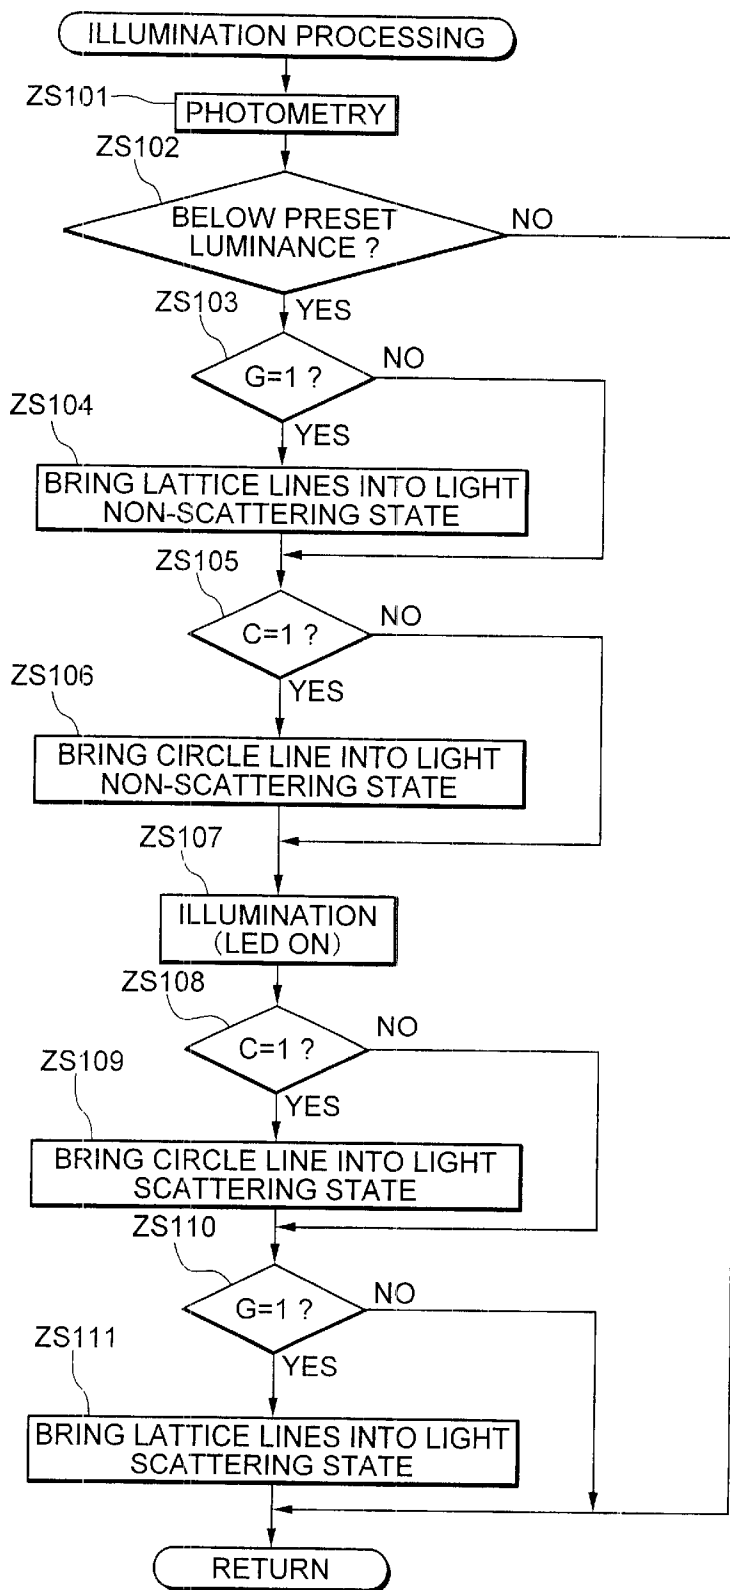 ILLUMINATION PROCESSING
ZS101
PHOTOMETRY
ZS102
BELOW PRESET
LUMINANCE ?
NO
YES
ZS103
G=1 ?
NO
YES
ZS104
BRING LATTICE LINES INTO LIGHT
NON-SCATTERING STATE
ZS105
C=1 ?
NO
YES
ZS106
BRING CIRCLE LINE INTO LIGHT
NON-SCATTERING STATE
ZS107
ILLUMINATION
(LED ON)
ZS108
C=1 ?
NO
YES
ZS109
BRING CIRCLE LINE INTO LIGHT
SCATTERING STATE
ZS110
G=1 ?
NO
YES
ZS111
BRING LATTICE LINES INTO LIGHT
SCATTERING STATE
RETURN